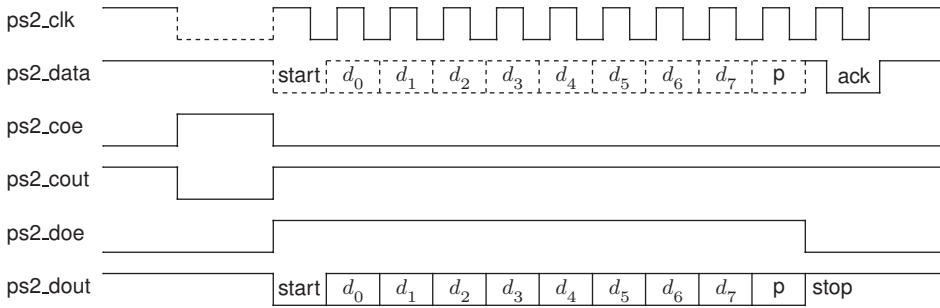 ps2_clk
ps2_data start d₀ d₁ d₂ d₃ d₄ d₅ d₆ d₇ p ack
ps2_coe
ps2_cout
ps2_doe
ps2_dout start d₀ d₁ d₂ d₃ d₄ d₅ d₆ d₇ p stop